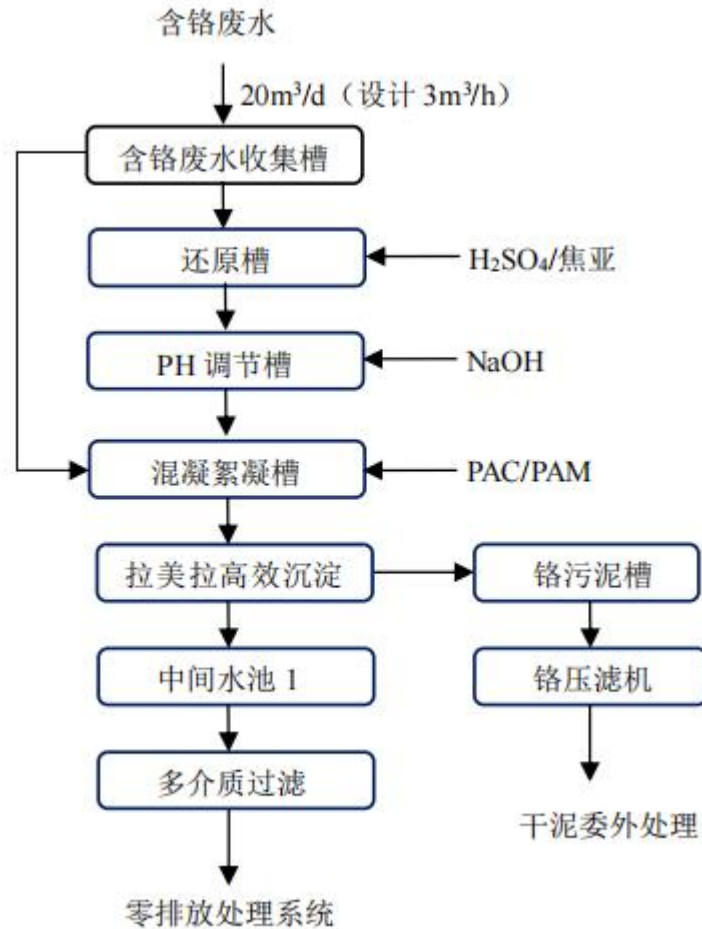 含铬废水
20m³/d（设计 3m³/h）
含铬废水收集槽
还原槽
H₂SO₄/焦亚
PH 调节槽
NaOH
混凝絮凝槽
PAC/PAM
拉美拉高效沉淀
铬污泥槽
中间水池 1
铬压滤机
多介质过滤
干泥委外处理
零排放处理系统